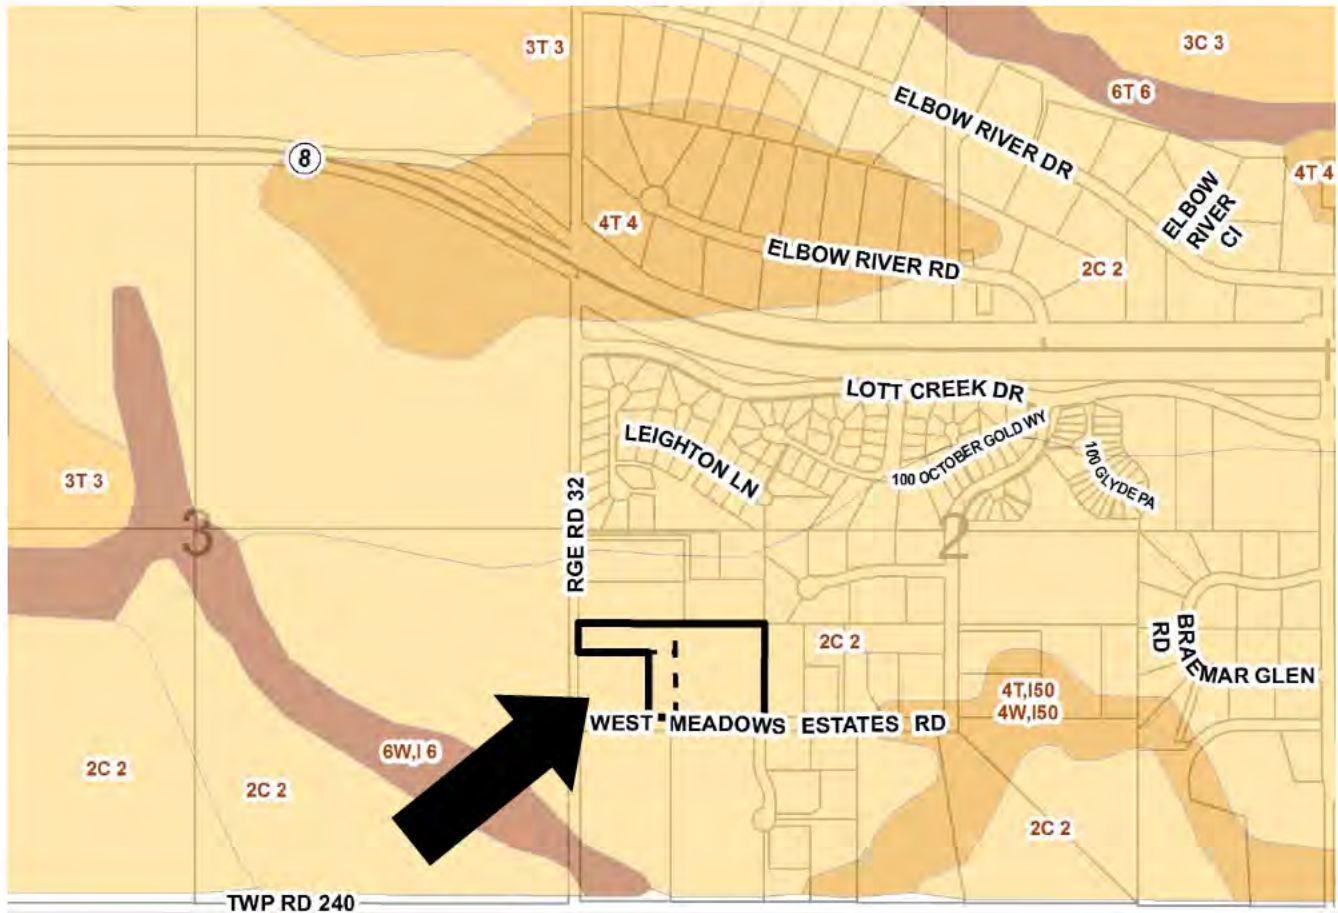 3T 3
3C 3
6T 6
8
ELBOW RIVER DR
4T 4
ELBOW
RIVER
CI
4T 4
ELBOW RIVER RD
2C 2
LOTT CREEK DR
LEIGHTON LN
100 OCTOBER GOLD WY
100 GLYDE PA
3T 3
RGE RD 32
3
2
BRAEMAR GLEN
RD
2C 2
4T,I50
4W,I50
WEST MEADOWS ESTATES RD
6W,I 6
2C 2
2C 2
2C 2
TWP RD 240